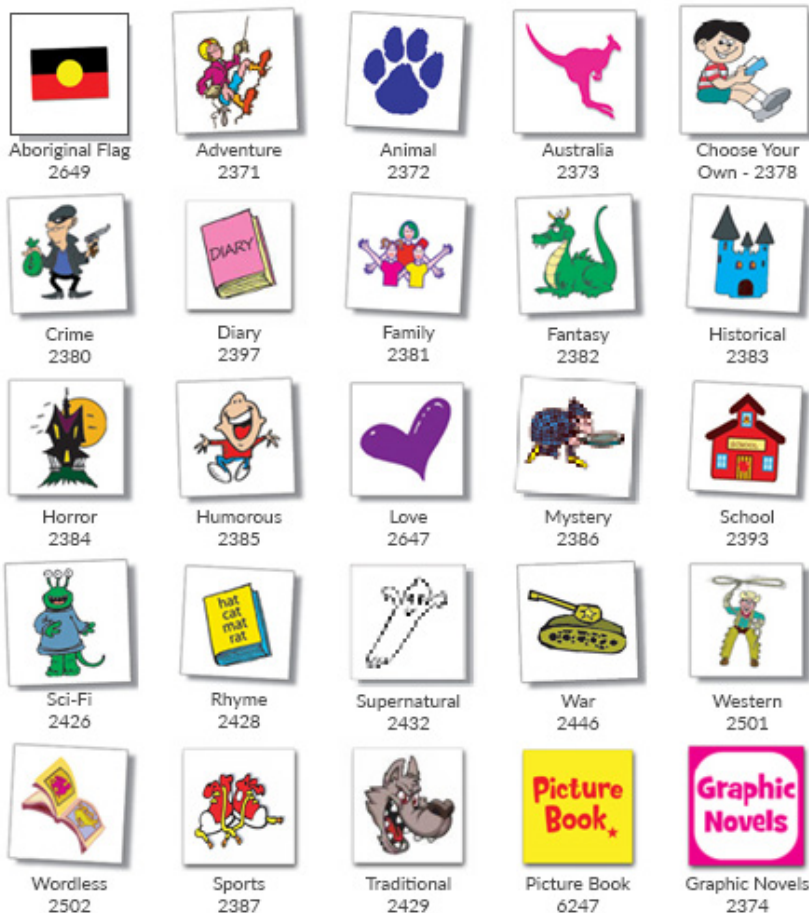 Aboriginal Flag
2649
Adventure
2371
Animal
2372
Australia
2373
Choose Your
Own - 2378
DIARY
Crime
2380
Diary
2397
Family
2381
Fantasy
2382
Historical
2383
SCHOOL
Horror
2384
Humorous
2385
Love
2647
Mystery
2386
School
2393
hat
cat
mat
rat
Sci-Fi
2426
Rhyme
2428
Supernatural
2432
War
2446
Western
2501
Picture
Book
Graphic
Novels
Wordless
2502
Sports
2387
Traditional
2429
Picture Book
6247
Graphic Novels
2374